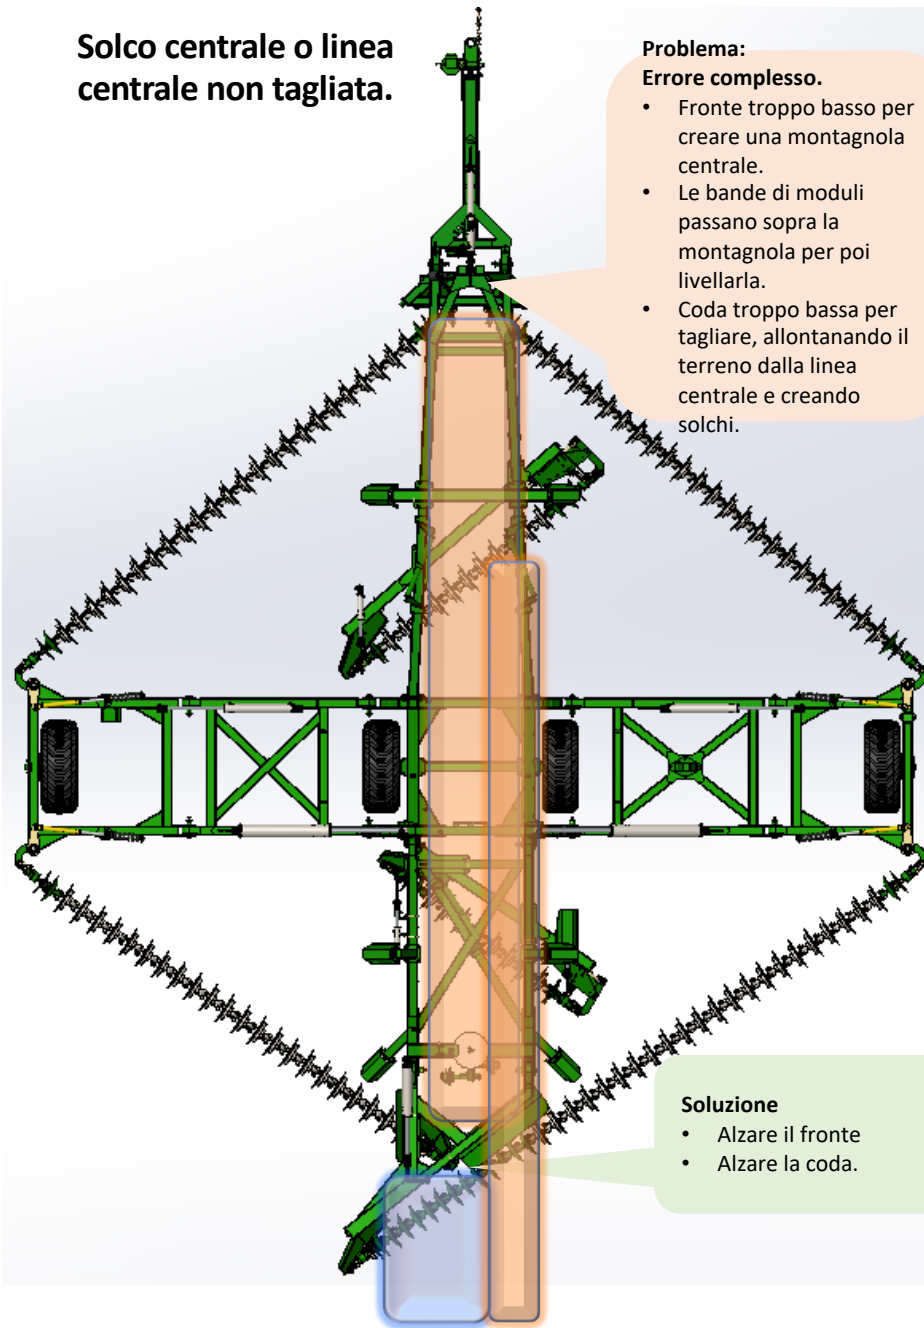 Solco centrale o linea
centrale non tagliata.
Problema:
Errore complesso.
• Fronte troppo basso per
creare una montagnola
centrale.
• Le bande di moduli
passano sopra la
montagnola per poi
livellarla.
• Coda troppo bassa per
tagliare, allontanando il
terreno dalla linea
centrale e creando
solchi.
Soluzione
• Alzare il fronte
• Alzare la coda.